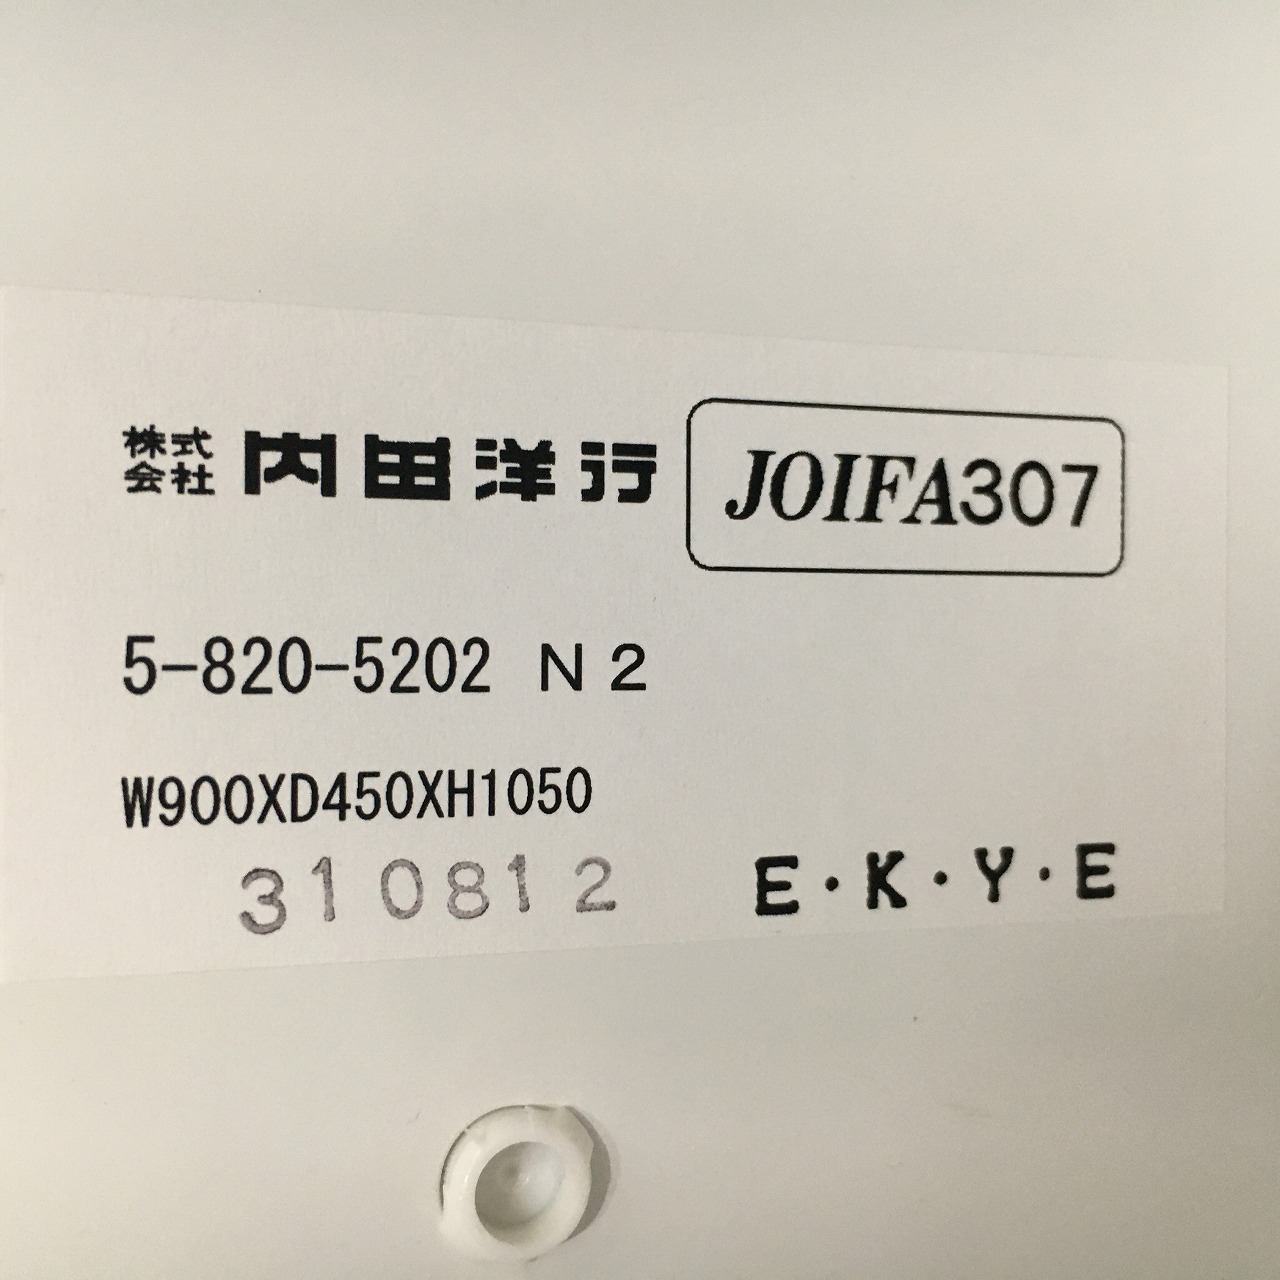 株式会社 内田洋行 JOIFA307
5-820-5202 N2
W900XD450XH1050
310812 E・K・Y・E